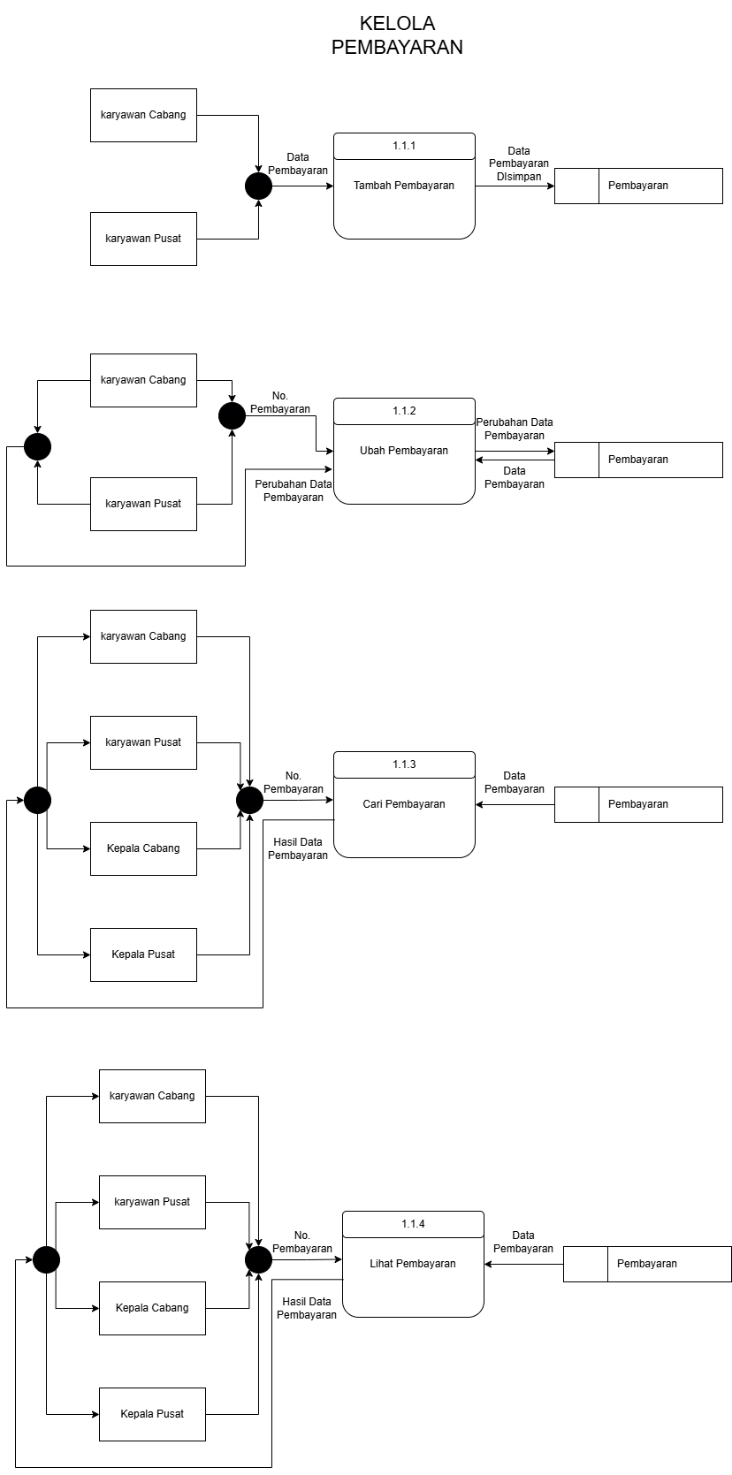 KELOLA
PEMBAYARAN
karyawan Cabang
karyawan Pusat
Data
Pembayaran
1.1.1
Tambah Pembayaran
Data
Pembayaran
DIsimpan
Pembayaran
karyawan Cabang
karyawan Pusat
No.
Pembayaran
Perubahan Data
Pembayaran
1.1.2
Ubah Pembayaran
Perubahan Data
Pembayaran
Data
Pembayaran
Pembayaran
karyawan Cabang
karyawan Pusat
Kepala Cabang
Kepala Pusat
No.
Pembayaran
Hasil Data
Pembayaran
1.1.3
Cari Pembayaran
Data
Pembayaran
Pembayaran
karyawan Cabang
karyawan Pusat
Kepala Cabang
Kepala Pusat
No.
Pembayaran
Hasil Data
Pembayaran
1.1.4
Lihat Pembayaran
Data
Pembayaran
Pembayaran